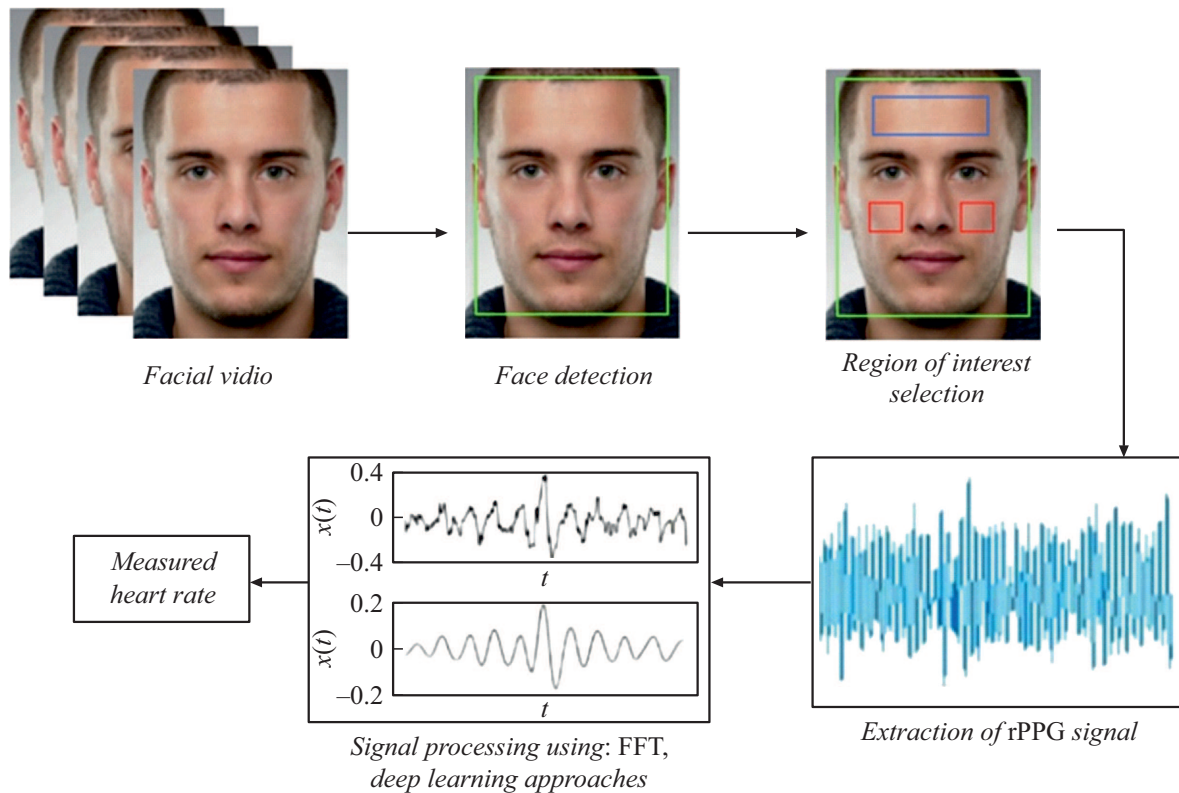 Facial vidio
Face detection
Region of interest
selection
Measured
heart rate
x(t)
0.4
0
–0.4
t
x(t)
0.2
0
–0.2
t
Signal processing using: FFT,
deep learning approaches
Extraction of rPPG signal